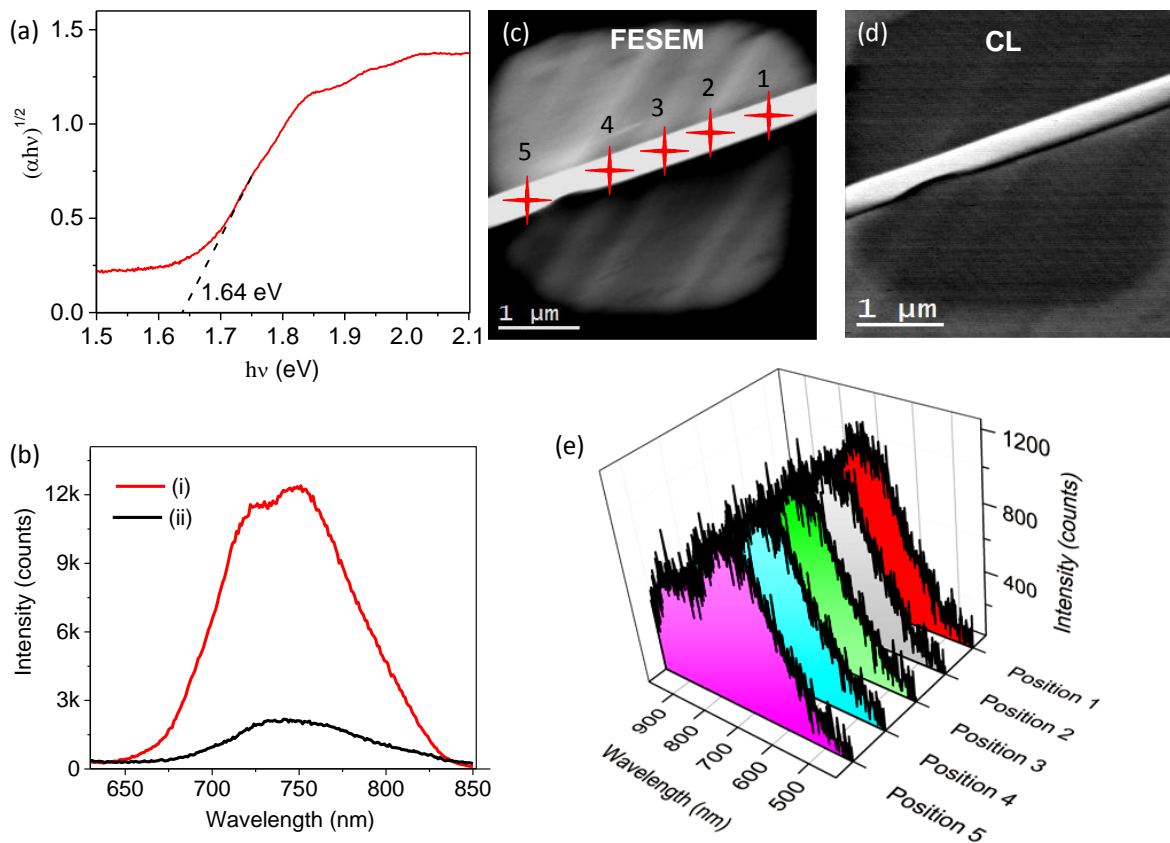 (a)
1.5
1.0
0.5
0.0
(αhν)1/2
1.64 eV
1.5 1.6 1.7 1.8 1.9 2.0 2.1
hν (eV)
(c)
FESEM
1
2
3
4
5
1 μm
(d)
CL
1 μm
(b)
12k
9k
6k
3k
0
Intensity (counts)
(i)
(ii)
650 700 750 800 850
Wavelength (nm)
(e)
1200
800
400
Intensity (counts)
900 800 700 600 500
Wavelength (nm)
Position 1
Position 2
Position 3
Position 4
Position 5